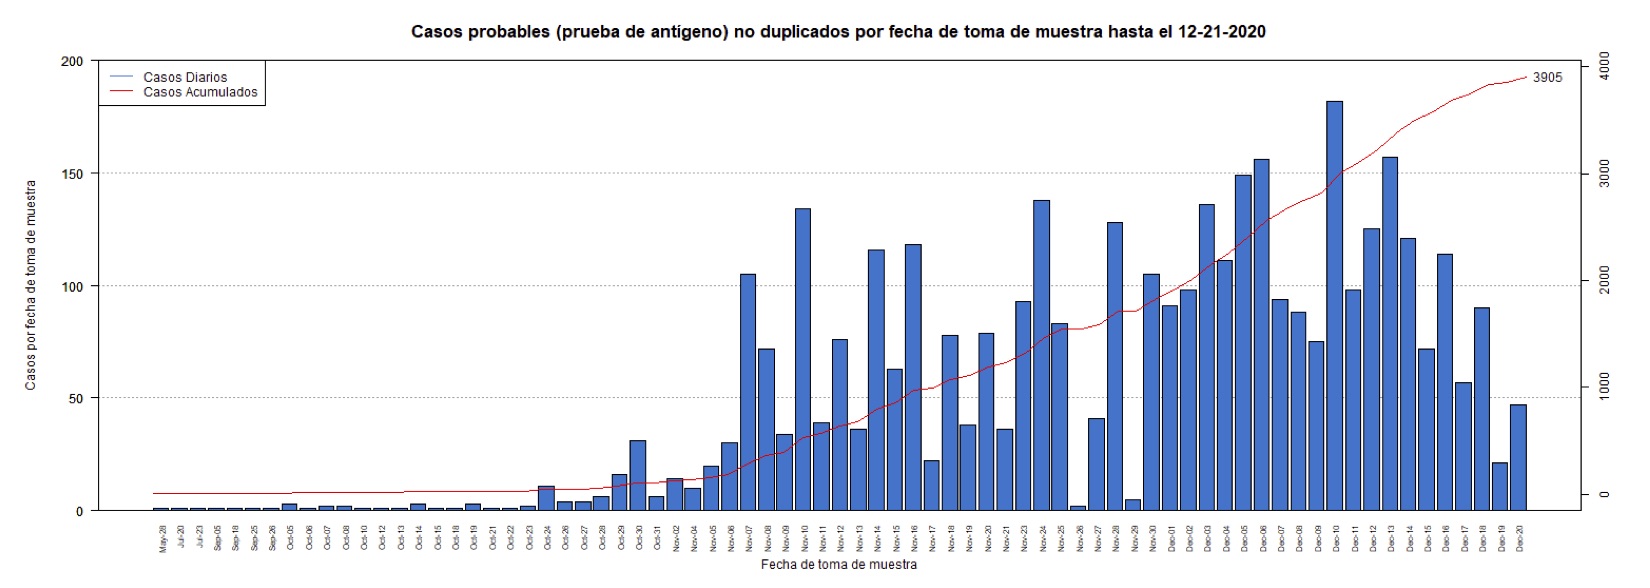 Casos probables (prueba de antígeno) no duplicados por fecha de toma de muestra hasta el 12-21-2020
Casos Diarios
Casos Acumulados
3905
Casos por fecha de toma de muestra
200
150
100
50
0
4000
3000
2000
1000
0
May-28
Jul-20
Jul-23
Sep-05
Sep-18
Sep-25
Sep-26
Oct-05
Oct-06
Oct-07
Oct-08
Oct-10
Oct-12
Oct-13
Oct-14
Oct-15
Oct-18
Oct-19
Oct-21
Oct-22
Oct-23
Oct-24
Oct-26
Oct-27
Oct-28
Oct-29
Oct-30
Oct-31
Nov-02
Nov-04
Nov-05
Nov-06
Nov-07
Nov-08
Nov-09
Nov-10
Nov-11
Nov-12
Nov-13
Nov-14
Nov-15
Nov-16
Nov-17
Nov-18
Nov-19
Nov-20
Nov-21
Nov-23
Nov-24
Nov-25
Nov-26
Nov-27
Nov-28
Nov-29
Nov-30
Dec-01
Dec-02
Dec-03
Dec-04
Dec-05
Dec-06
Dec-07
Dec-08
Dec-09
Dec-10
Dec-11
Dec-12
Dec-13
Dec-14
Dec-15
Dec-16
Dec-17
Dec-18
Dec-19
Dec-20
Fecha de toma de muestra